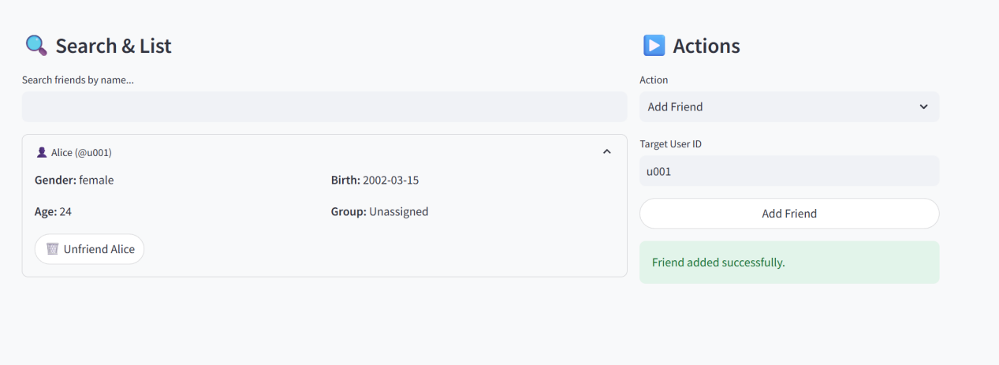 Search & List
Search friends by name...
Alice (@u001)
Gender: female
Birth: 2002-03-15
Age: 24
Group: Unassigned
Unfriend Alice
Actions
Action
Add Friend
Target User ID
u001
Add Friend
Friend added successfully.